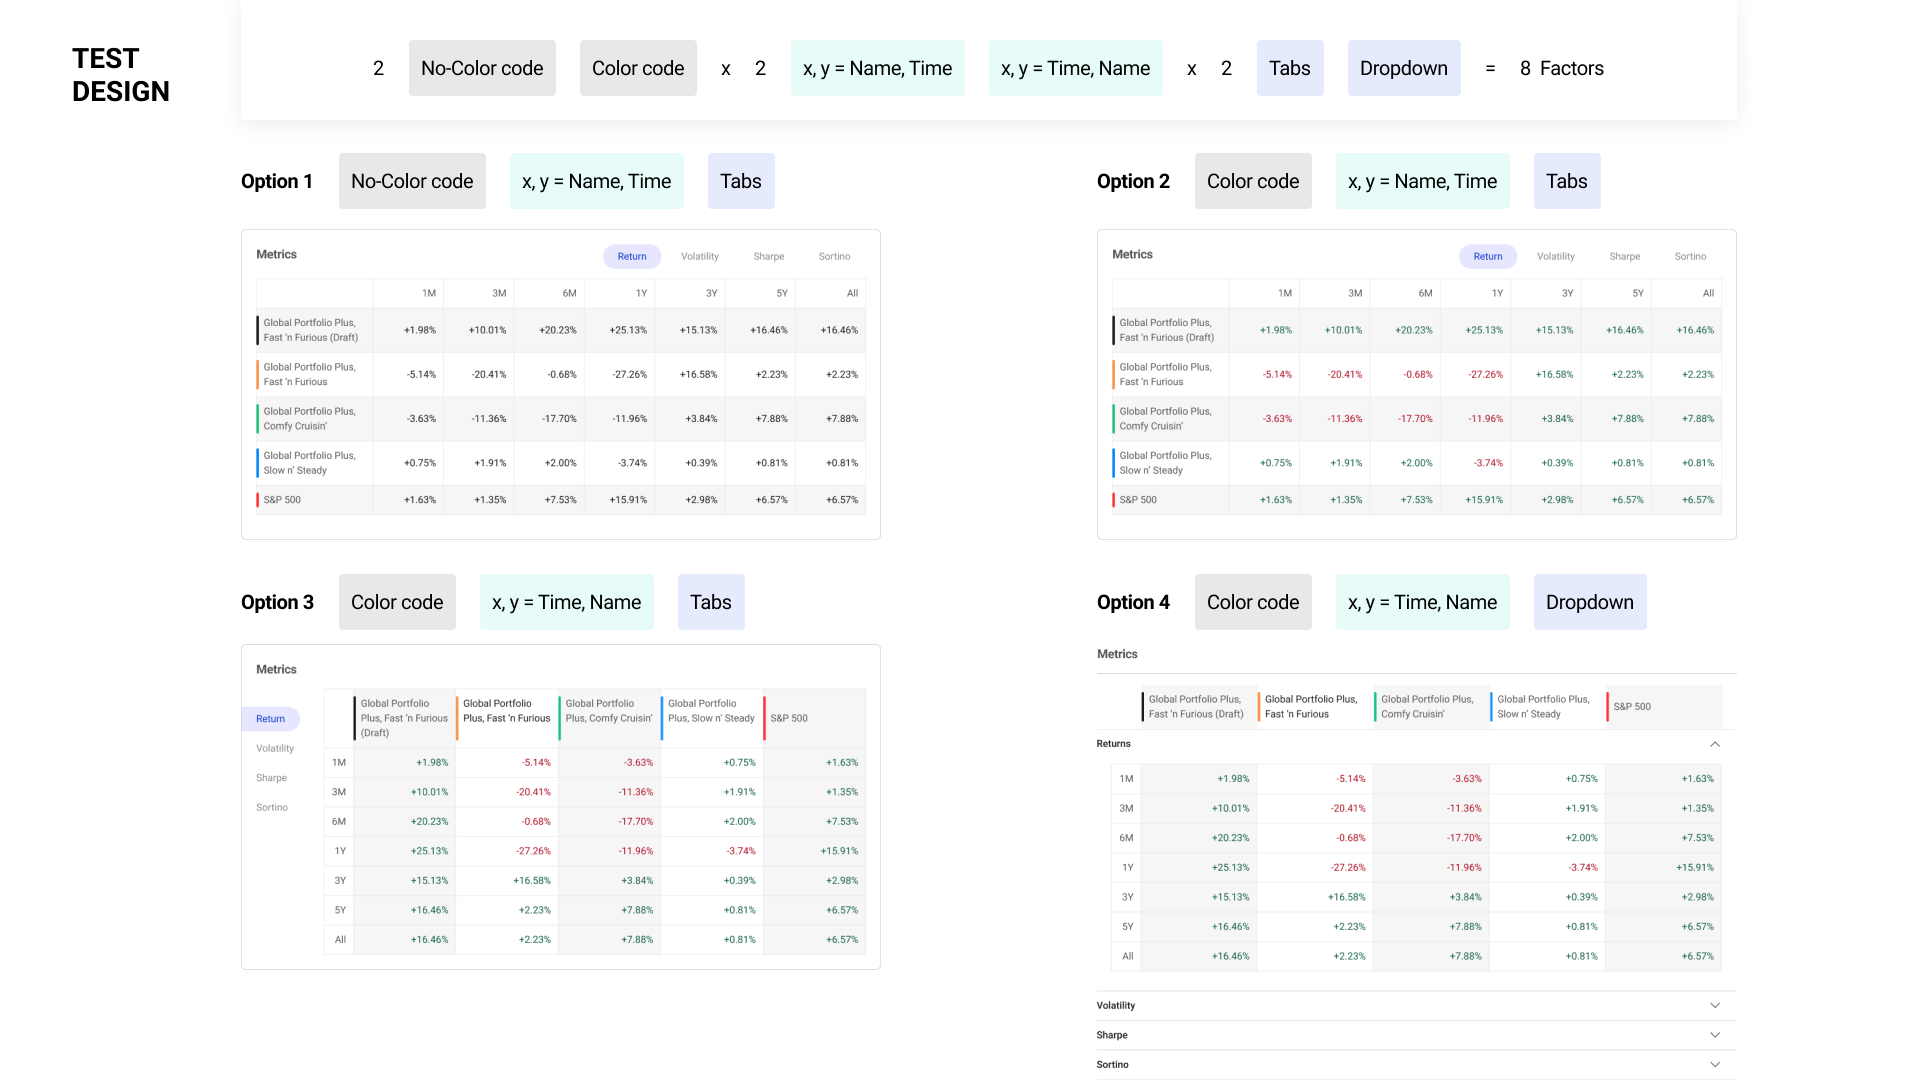 TEST
DESIGN
2 No-Color code Color code x 2 x, y = Name, Time x, y = Time, Name x 2 Tabs Dropdown = 8 Factors
Option 1 No-Color code x, y = Name, Time Tabs
Metrics Return Volatility Sharpe Sortino
1M 3M 6M 1Y 3Y 5Y All
Global Portfolio Plus,
Fast 'n Furious (Draft)
+1.98% +10.01% +20.23% +25.13% +15.13% +16.46% +16.46%
Global Portfolio Plus,
Fast 'n Furious
-5.14% -20.41% -0.68% -27.26% +16.58% +2.23% +2.23%
Global Portfolio Plus,
Comfy Cruisin'
-3.63% -11.36% -17.70% -11.96% +3.84% +7.88% +7.88%
Global Portfolio Plus,
Slow n' Steady
+0.75% +1.91% +2.00% -3.74% +0.39% +0.81% +0.81%
S&P 500 +1.63% +1.35% +7.53% +15.91% +2.98% +6.57% +6.57%
Option 2 Color code x, y = Name, Time Tabs
Metrics Return Volatility Sharpe Sortino
1M 3M 6M 1Y 3Y 5Y All
Global Portfolio Plus,
Fast 'n Furious (Draft)
+1.98% +10.01% +20.23% +25.13% +15.13% +16.46% +16.46%
Global Portfolio Plus,
Fast 'n Furious
-5.14% -20.41% -0.68% -27.26% +16.58% +2.23% +2.23%
Global Portfolio Plus,
Comfy Cruisin'
-3.63% -11.36% -17.70% -11.96% +3.84% +7.88% +7.88%
Global Portfolio Plus,
Slow n' Steady
+0.75% +1.91% +2.00% -3.74% +0.39% +0.81% +0.81%
S&P 500 +1.63% +1.35% +7.53% +15.91% +2.98% +6.57% +6.57%
Option 3 Color code x, y = Time, Name Tabs
Metrics
Return
Volatility
Sharpe
Sortino
Global Portfolio
Plus, Fast 'n Furious
(Draft)
Global Portfolio
Plus, Fast 'n Furious
Global Portfolio
Plus, Comfy Cruisin'
Global Portfolio
Plus, Slow n' Steady
S&P 500
1M +1.98% -5.14% -3.63% +0.75% +1.63%
3M +10.01% -20.41% -11.36% +1.91% +1.35%
6M +20.23% -0.68% -17.70% +2.00% +7.53%
1Y +25.13% -27.26% -11.96% -3.74% +15.91%
3Y +15.13% +16.58% +3.84% +0.39% +2.98%
5Y +16.46% +2.23% +7.88% +0.81% +6.57%
All +16.46% +2.23% +7.88% +0.81% +6.57%
Option 4 Color code x, y = Time, Name Dropdown
Metrics
Global Portfolio Plus,
Fast 'n Furious (Draft)
Global Portfolio Plus,
Fast 'n Furious
Global Portfolio Plus,
Comfy Cruisin'
Global Portfolio Plus,
Slow n' Steady
S&P 500
Returns
1M +1.98% -5.14% -3.63% +0.75% +1.63%
3M +10.01% -20.41% -11.36% +1.91% +1.35%
6M +20.23% -0.68% -17.70% +2.00% +7.53%
1Y +25.13% -27.26% -11.96% -3.74% +15.91%
3Y +15.13% +16.58% +3.84% +0.39% +2.98%
5Y +16.46% +2.23% +7.88% +0.81% +6.57%
All +16.46% +2.23% +7.88% +0.81% +6.57%
Volatility
Sharpe
Sortino